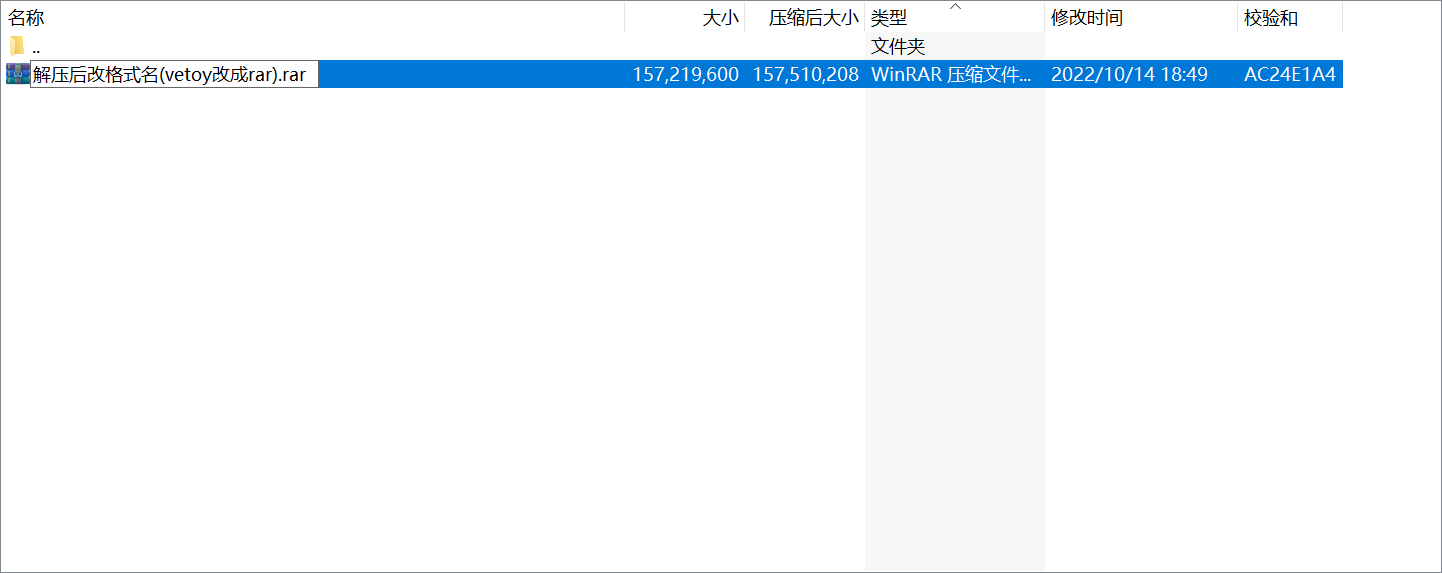 名称 大小 压缩后大小 类型 修改时间 校验和
.. 文件夹
解压后改格式名(vetoy改成rar).rar 157,219,600 157,510,208 WinRAR 压缩文件... 2022/10/14 18:49 AC24E1A4